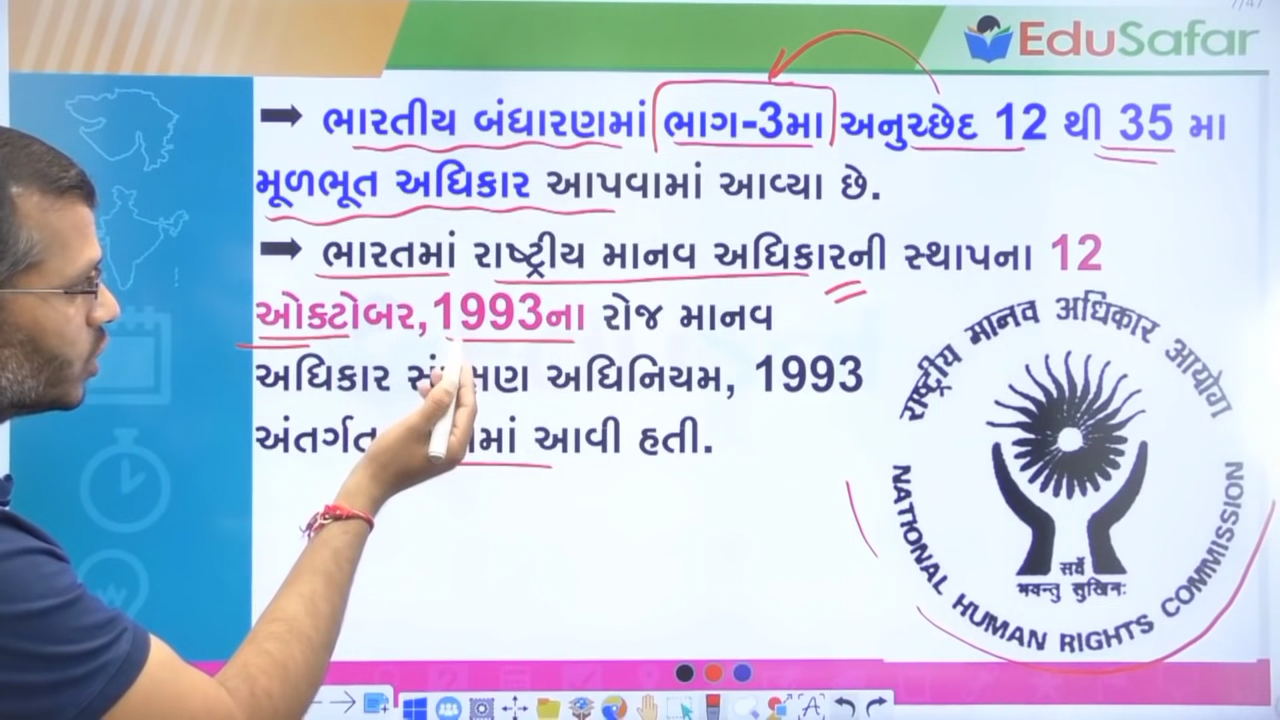 7/47
EduSafar
➡ ભારતીય બંધારણમાં ભાગ-3મા અનુચ્છેદ 12 થી 35 મા
મૂળભૂત અધિકાર આપવામાં આવ્યા છે.
➡ ભારતમાં રાષ્ટ્રીય માનવ અધિકારની સ્થાપના 12
ઓક્ટોબર,1993ના રોજ માનવ
અધિકાર અધિનિયમ, 1993
અંતર્ગત આવી હતી.
राष्ट्रीय मानव अधिकार आयोग
सर्वे
भवन्तु सुखिनः
NATIONAL HUMAN RIGHTS COMMISSION